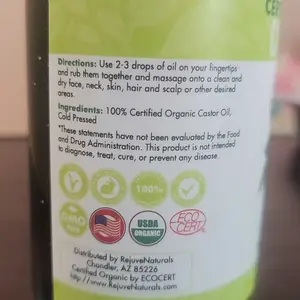 CER
Directions: Use 2-3 drops of oil on your fingertips
and rub them together and massage onto a clean and
dry face, neck, skin, hair and scalp or other desired
areas.
Ingredients: 100% Certified Organic Castor Oil,
Cold Pressed
*These statements have not been evaluated by the Food
and Drug Administration. This product is not intended
to diagnose, treat, cure, or prevent any disease.
100%
GMO
USDA
ORGANIC
ECO
CERT
Distributed by RejuveNaturals
Chandler, AZ 85226
Certified Organic by ECOCERT
http://www.RejuveNaturals.com